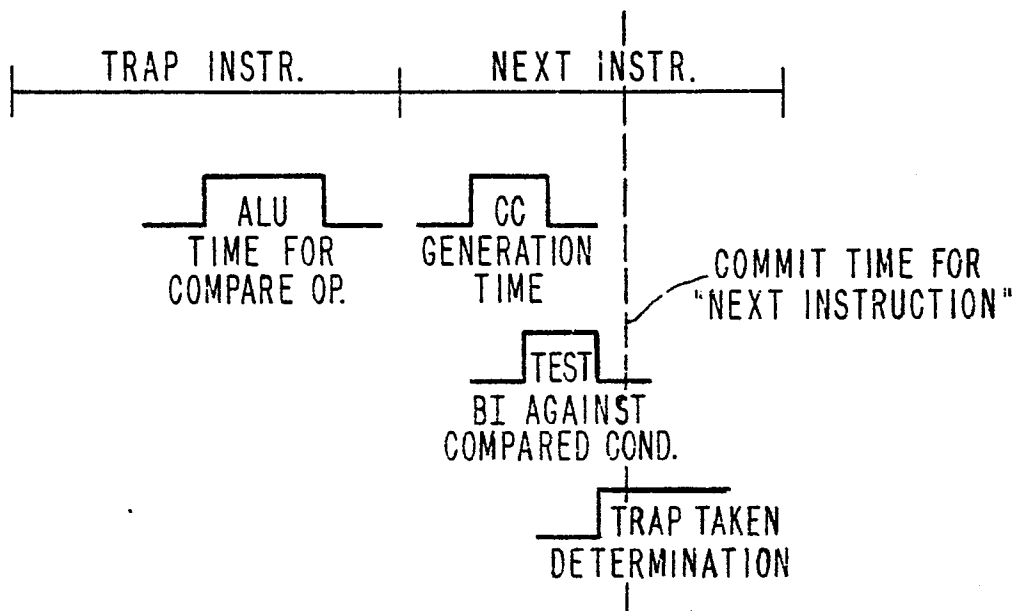 TRAP INSTR.
NEXT INSTR.
ALU
TIME FOR
COMPARE OP.
CC
GENERATION
TIME
COMMIT TIME FOR
"NEXT INSTRUCTION"
TEST
BI AGAINST
COMPARED COND.
TRAP TAKEN
DETERMINATION